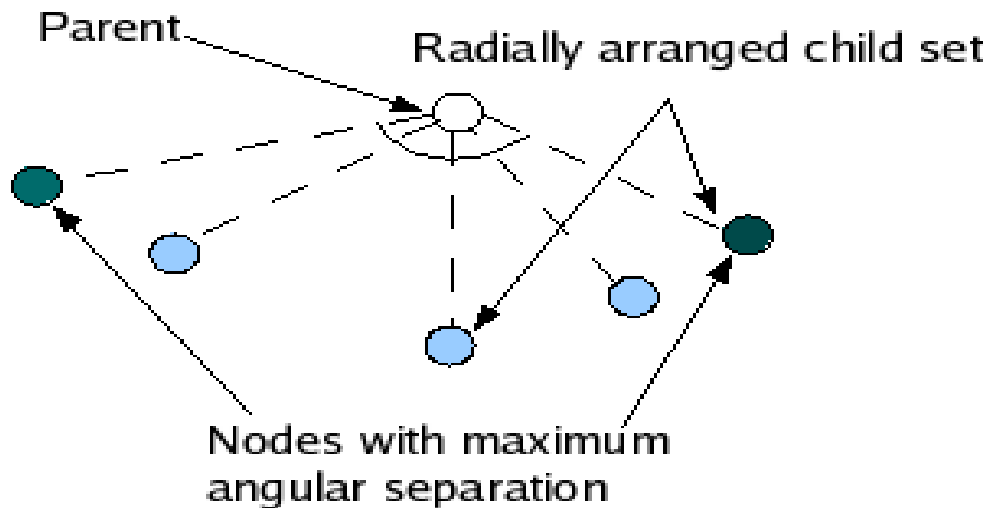 Parent
Radially arranged child set
Nodes with maximum
angular separation